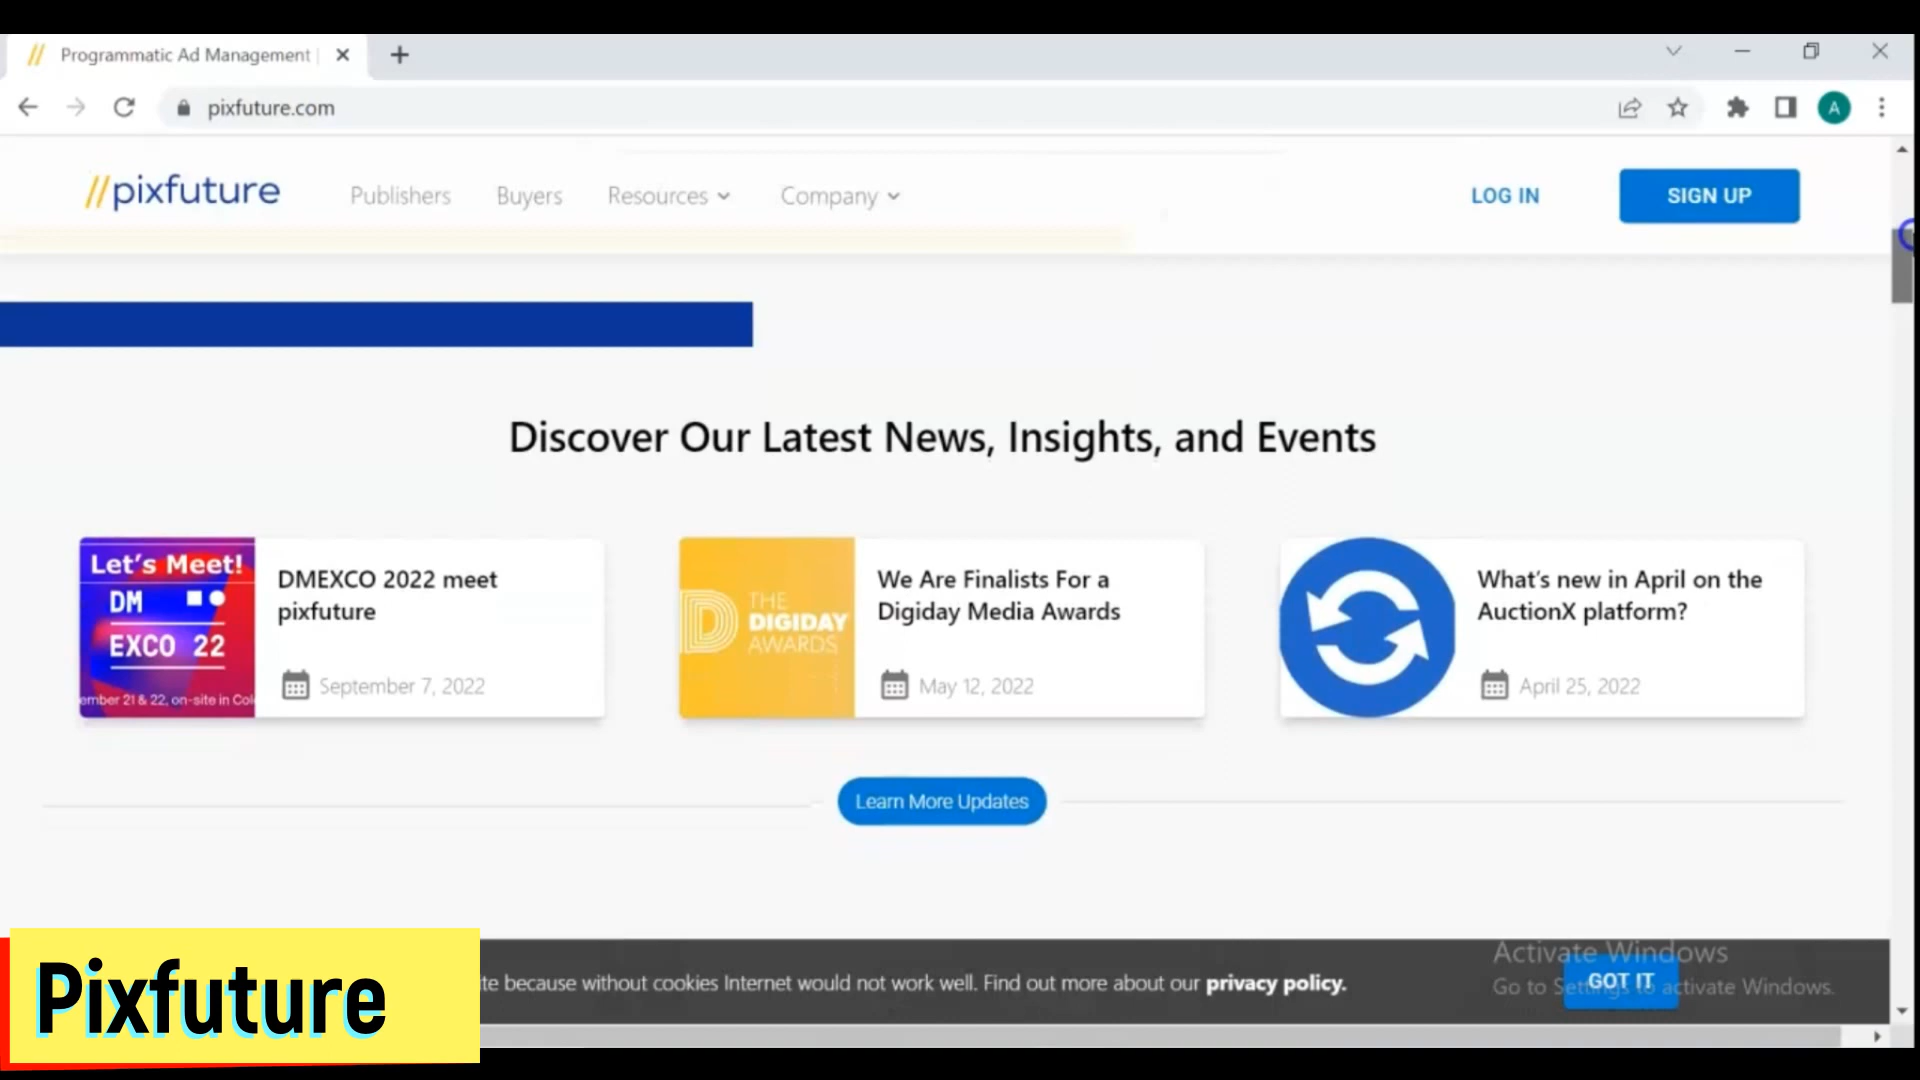 Programmatic Ad Management |
pixfuture.com
A
//pixfuture
Publishers
Buyers
Resources
Company
LOG IN
SIGN UP
Discover Our Latest News, Insights, and Events
Let's Meet!
DM
EXCO 22
ember 21 & 22, on-site in Col
DMEXCO 2022 meet
pixfuture
September 7, 2022
THE
DIGIDAY
AWARDS
We Are Finalists For a
Digiday Media Awards
May 12, 2022
What's new in April on the
AuctionX platform?
April 25, 2022
Learn More Updates
te because without cookies Internet would not work well. Find out more about our privacy policy.
GOT IT
Activate Windows
Go to Settings to activate Windows.
Pixfuture